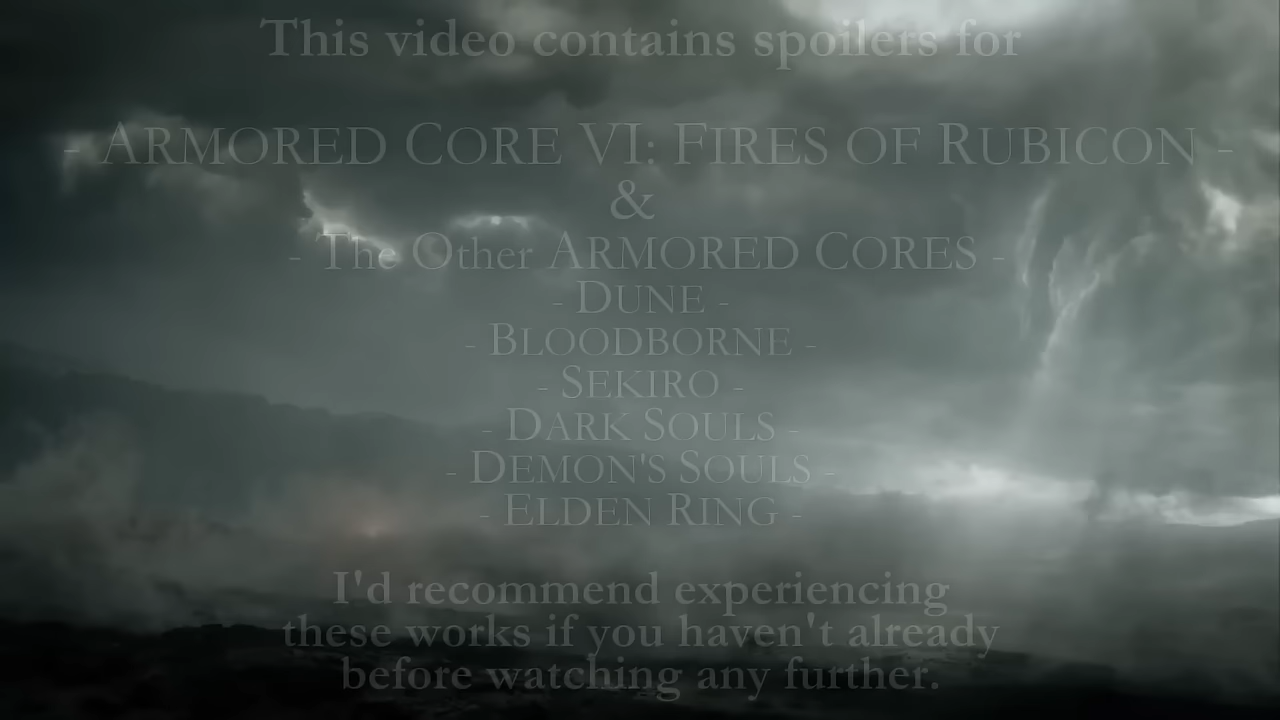 This video contains spoilers for
- ARMORED CORE VI: FIRES OF RUBICON -
&
- The Other ARMORED CORES -
- DUNE -
- BLOODBORNE -
- SEKIRO -
- DARK SOULS -
- DEMON'S SOULS -
- ELDEN RING -
I'd recommend experiencing
these works if you haven't already
before watching any further.